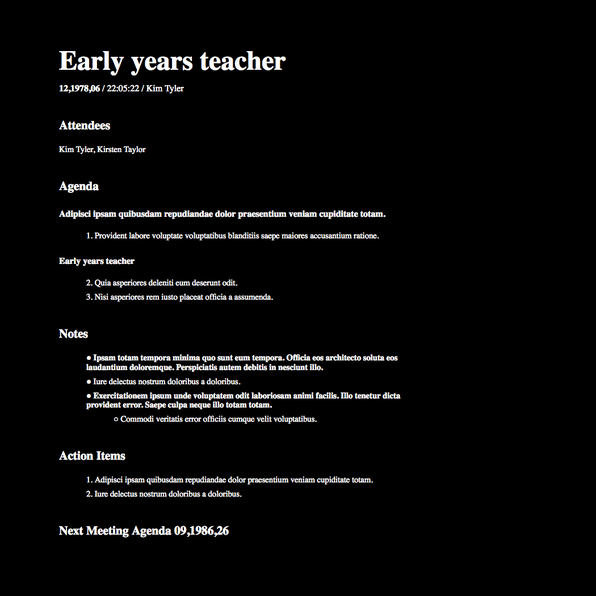 Early years teacher
12,1978,06 / 22:05:22 / Kim Tyler
Attendees
Kim Tyler, Kirsten Taylor
Agenda
Adipisci ipsam quibusdam repudiandae dolor praesentium veniam cupiditate totam.
1. Provident labore voluptate voluptatibus blanditiis saepe maiores accusantium ratione.
Early years teacher
2. Quia asperiores deleniti eum deserunt odit.
3. Nisi asperiores rem iusto placeat officia a assumenda.
Notes
● Ipsam totam tempora minima quo sunt eum tempora. Officia eos architecto soluta eos
laudantium doloremque. Perspiciatis autem debitis in nesciunt illo.
● Iure delectus nostrum doloribus a doloribus.
● Exercitationem ipsum unde voluptatem odit laboriosam animi facilis. Illo tenetur dicta
provident error. Saepe culpa neque illo totam totam.
○ Commodi veritatis error officiis cumque velit voluptatibus.
Action Items
1. Adipisci ipsam quibusdam repudiandae dolor praesentium veniam cupiditate totam.
2. Iure delectus nostrum doloribus a doloribus.
Next Meeting Agenda 09,1986,26